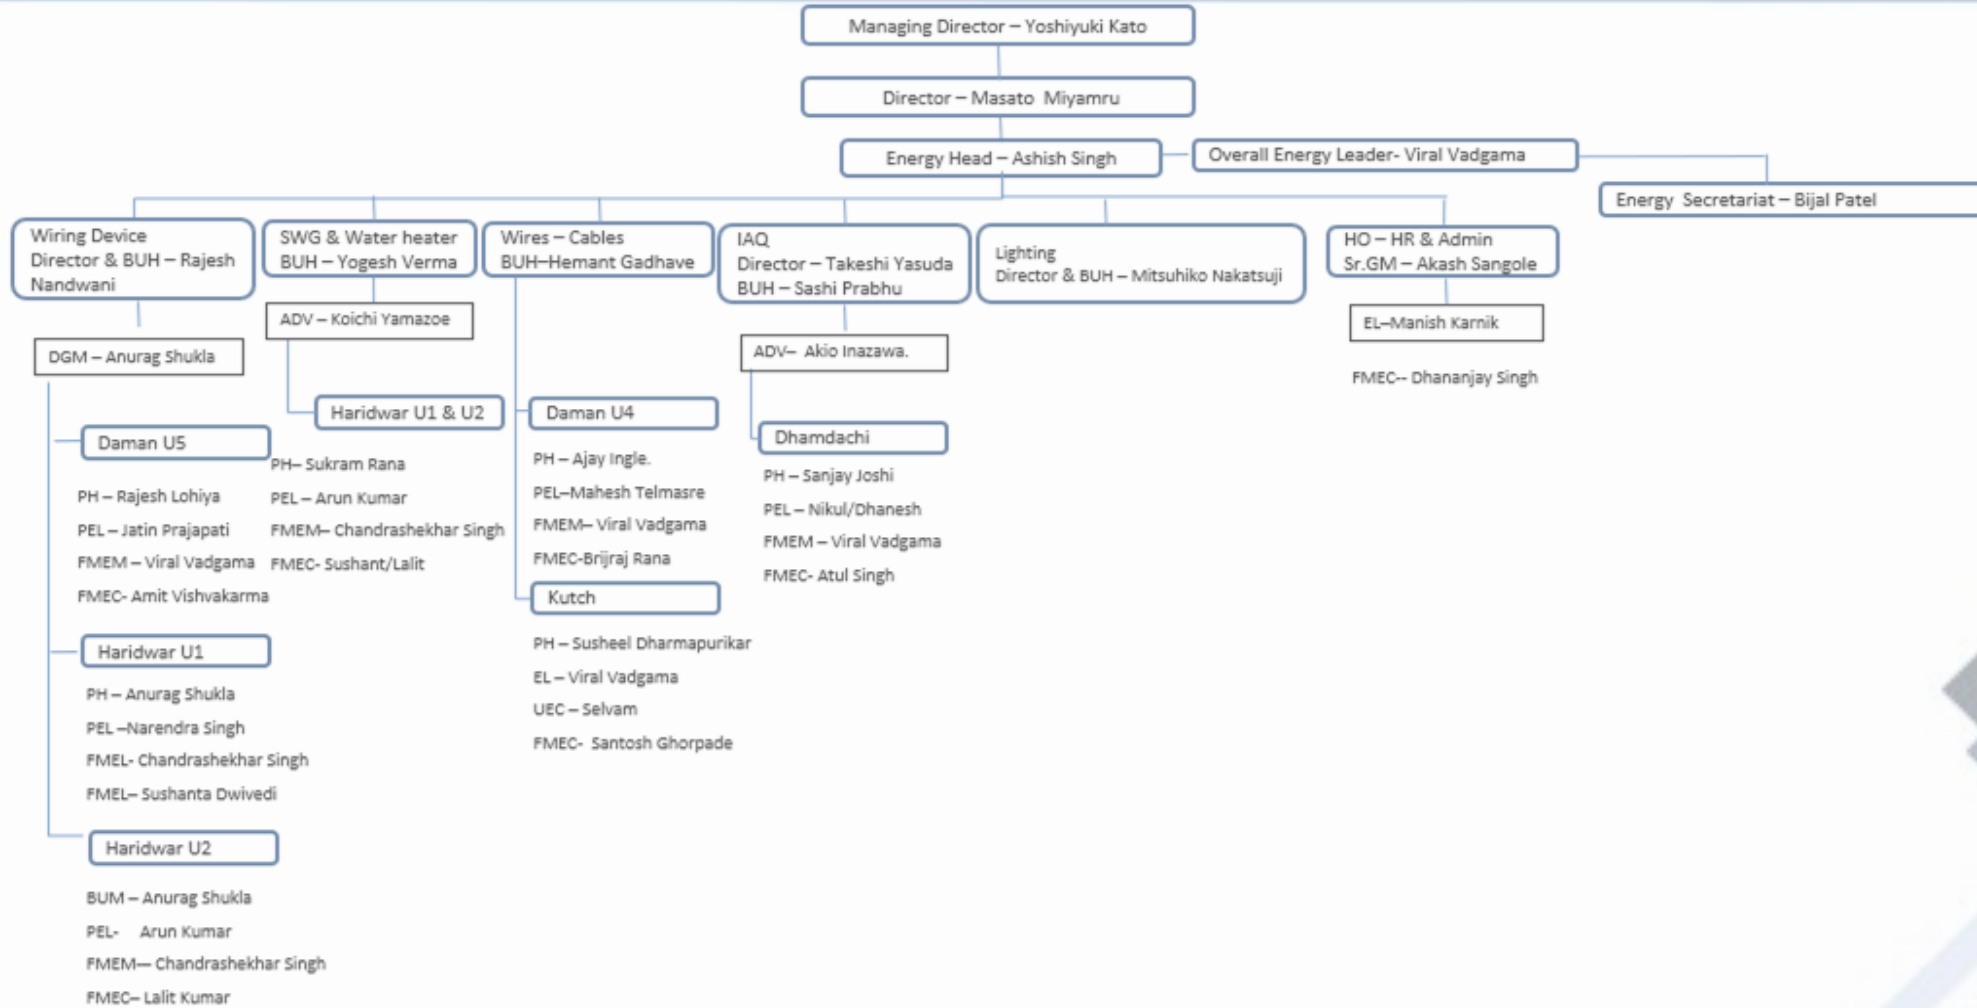 Managing Director – Yoshiyuki Kato
Director – Masato Miyamru
Energy Head – Ashish Singh
Overall Energy Leader- Viral Vadgama
Energy Secretariat – Bijal Patel
Wiring Device
Director & BUH – Rajesh
Nandwani
DGM – Anurag Shukla
Daman U5
PH – Rajesh Lohiya
PEL – Jatin Prajapati
FMEM – Viral Vadgama
FMEC- Amit Vishvakarma
Haridwar U1
PH – Anurag Shukla
PEL –Narendra Singh
FMEL- Chandrashekhar Singh
FMEL– Sushanta Dwivedi
Haridwar U2
BUM – Anurag Shukla
PEL- Arun Kumar
FMEM— Chandrashekhar Singh
FMEC– Lalit Kumar
SWG & Water heater
BUH – Yogesh Verma
ADV – Koichi Yamazoe
Haridwar U1 & U2
PH– Sukram Rana
PEL – Arun Kumar
FMEM– Chandrashekhar Singh
FMEC- Sushant/Lalit
Wires – Cables
BUH–Hemant Gadhave
Daman U4
PH – Ajay Ingle.
PEL–Mahesh Telmasre
FMEM– Viral Vadgama
FMEC-Brijraj Rana
Kutch
PH – Susheel Dharmapurikar
EL – Viral Vadgama
UEC – Selvam
FMEC- Santosh Ghorpade
IAQ
Director – Takeshi Yasuda
BUH – Sashi Prabhu
ADV– Akio Inazawa.
Dhamdachi
PH – Sanjay Joshi
PEL – Nikul/Dhanesh
FMEM – Viral Vadgama
FMEC- Atul Singh
Lighting
Director & BUH – Mitsuhiko Nakatsuji
HO – HR & Admin
Sr.GM – Akash Sangole
EL–Manish Karnik
FMEC-- Dhananjay Singh